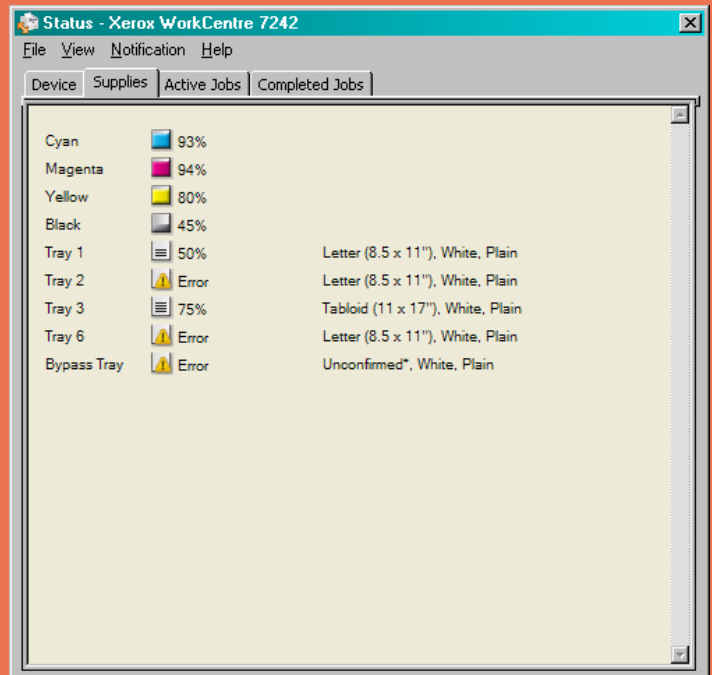 Status - Xerox WorkCentre 7242
File View Notification Help
Device Supplies Active Jobs Completed Jobs
Cyan 93%
Magenta 94%
Yellow 80%
Black 45%
Tray 1 50% Letter (8.5 x 11"), White, Plain
Tray 2 Error Letter (8.5 x 11"), White, Plain
Tray 3 75% Tabloid (11 x 17"), White, Plain
Tray 6 Error Letter (8.5 x 11"), White, Plain
Bypass Tray Error Unconfirmed*, White, Plain